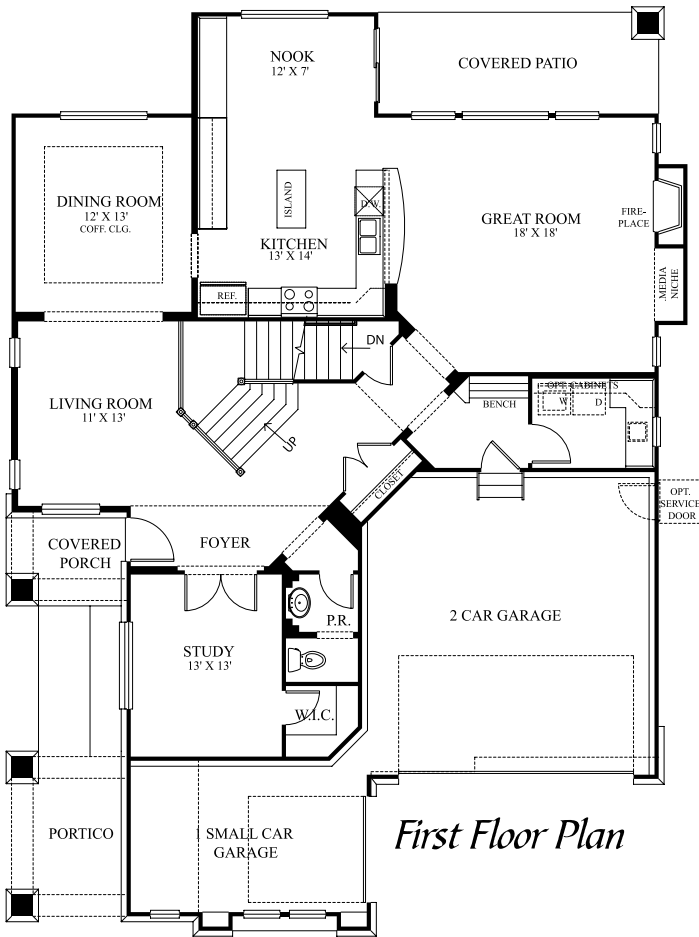 NOOK
12' X 7'
COVERED PATIO
DINING ROOM
12' X 13'
COFF. CLG.
ISLAND
D.W.
KITCHEN
13' X 14'
GREAT ROOM
18' X 18'
FIRE-
PLACE
MEDIA
NICHE
REF.
DN
LIVING ROOM
11' X 13'
UP
BENCH
OPT. CABINETS
W
D
CLOSET
OPT.
SERVICE
DOOR
COVERED
PORCH
FOYER
2 CAR GARAGE
P.R.
STUDY
13' X 13'
W.I.C.
PORTICO
1 SMALL CAR
GARAGE
First Floor Plan